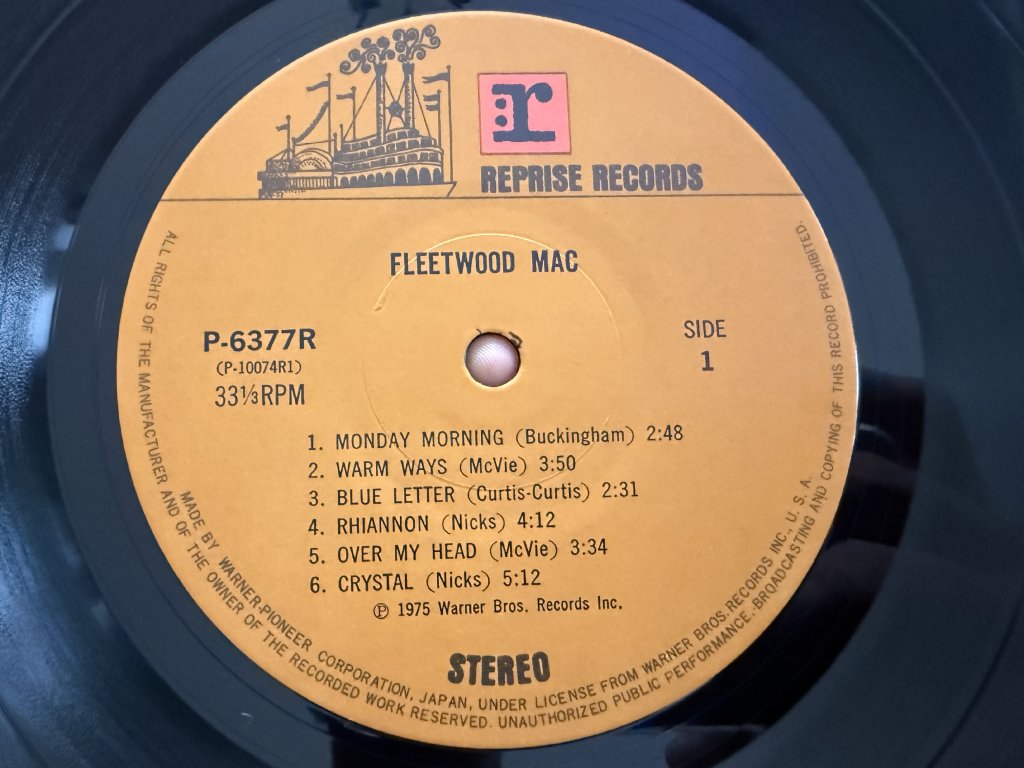 :r
REPRISE RECORDS
FLEETWOOD MAC
P-6377R
(P-10074R1)
33⅓RPM
SIDE
1
1. MONDAY MORNING (Buckingham) 2:48
2. WARM WAYS (McVie) 3:50
3. BLUE LETTER (Curtis-Curtis) 2:31
4. RHIANNON (Nicks) 4:12
5. OVER MY HEAD (McVie) 3:34
6. CRYSTAL (Nicks) 5:12
Ⓟ 1975 Warner Bros. Records Inc.
STEREO
MADE BY WARNER-PIONEER CORPORATION, JAPAN, UNDER LICENSE FROM WARNER BROS. RECORDS INC., U. S. A.
ALL RIGHTS OF THE MANUFACTURER AND OF THE OWNER OF THE RECORDED WORK RESERVED. UNAUTHORIZED PUBLIC PERFORMANCE, BROADCASTING AND COPYING OF THIS RECORD PROHIBITED.